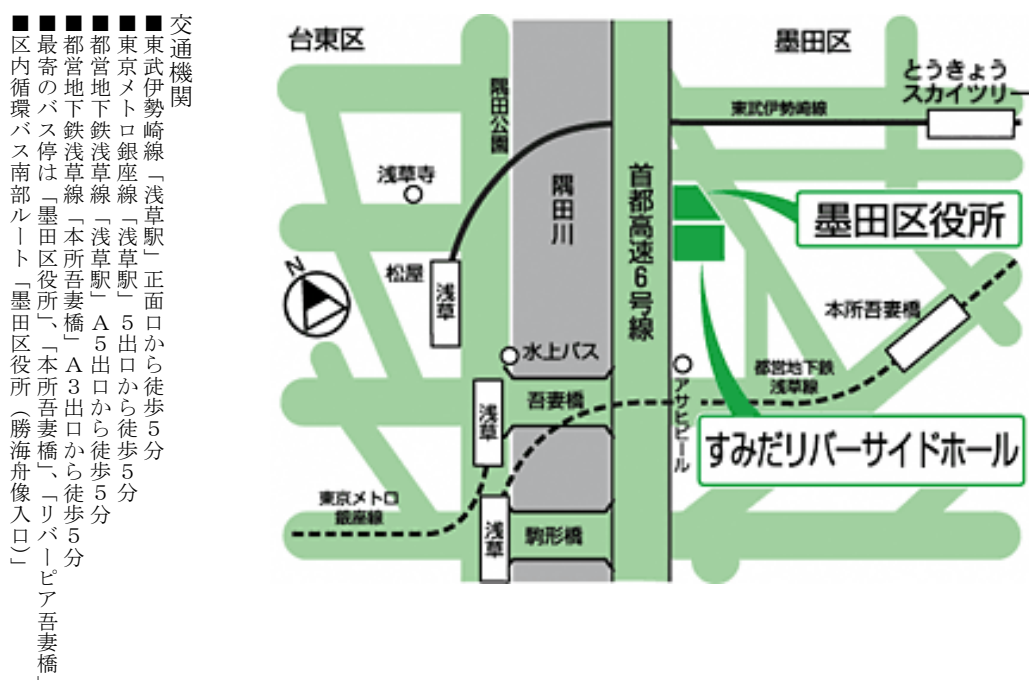 交通機関
■東武伊勢崎線「浅草駅」正面口から徒歩５分
■東京メトロ銀座線「浅草駅」５出口から徒歩５分
■都営地下鉄浅草線「浅草駅」Ａ５出口から徒歩５分
■都営地下鉄浅草線「本所吾妻橋」Ａ３出口から徒歩５分
■最寄のバス停は「墨田区役所」、「本所吾妻橋」、「リバーピア吾妻橋」
■区内循環バス南部ルート「墨田区役所（勝海舟像入口）」
台東区
墨田区
とうきょう
スカイツリー
東武伊勢崎線
隅田公園
浅草寺
隅田川
首都高速6号線
墨田区役所
N
松屋
浅草
本所吾妻橋
水上バス
都営地下鉄
浅草線
吾妻橋
浅草
アサヒビール
すみだリバーサイドホール
東京メトロ
銀座線
浅草
駒形橋